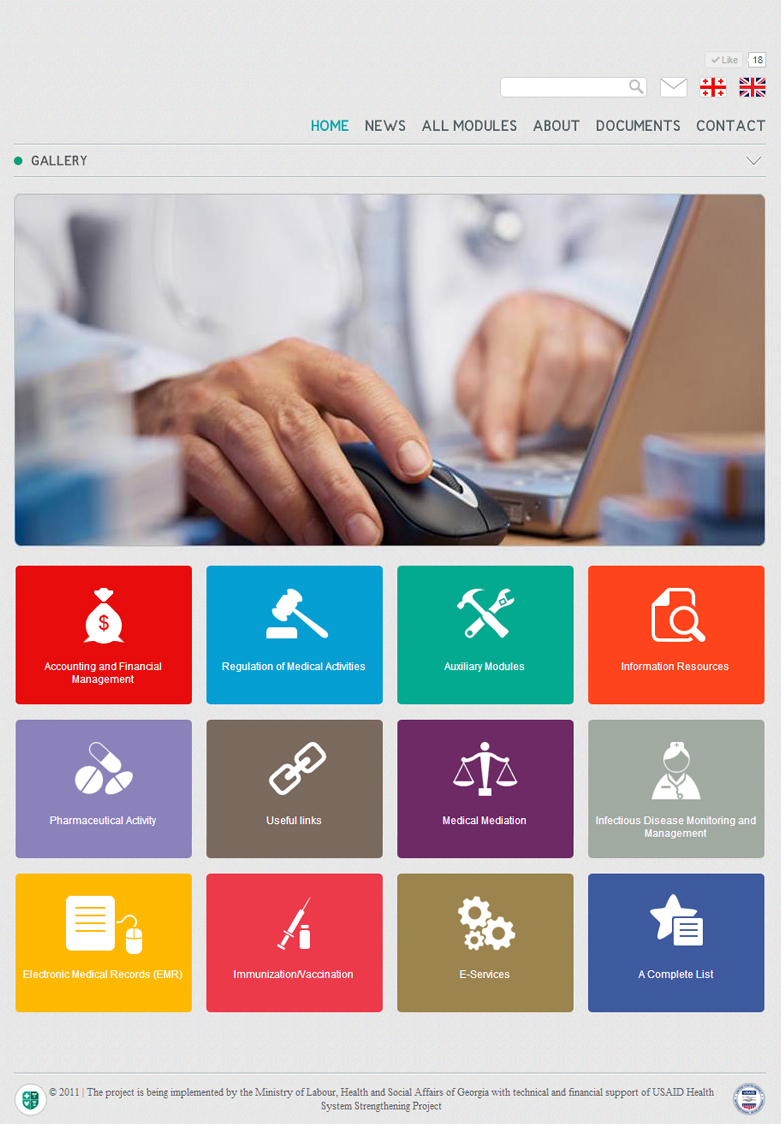 Like 18
HOME NEWS ALL MODULES ABOUT DOCUMENTS CONTACT
GALLERY
Accounting and Financial
Management
Regulation of Medical Activities
Auxiliary Modules
Information Resources
Pharmaceutical Activity
Useful links
Medical Mediation
Infectious Disease Monitoring and
Management
Electronic Medical Records (EMR)
Immunization/Vaccination
E-Services
A Complete List
© 2011 | The project is being implemented by the Ministry of Labour, Health and Social Affairs of Georgia with technical and financial support of USAID Health
System Strengthening Project